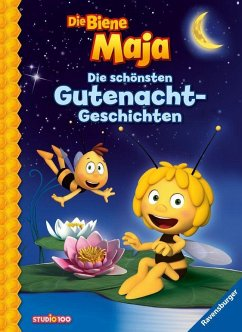 Die Biene
Maja
Die schönsten
Gutenacht-
Geschichten
STUDIO 100
Ravensburger